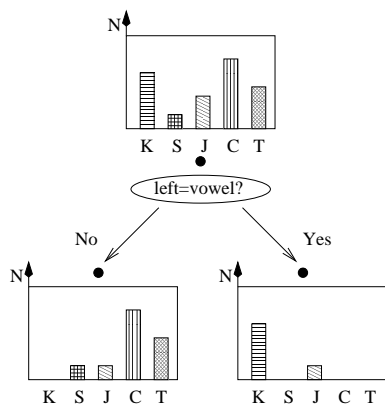 N
K S J C T
left=vowel?
No Yes
N N
K S J C T K S J C T